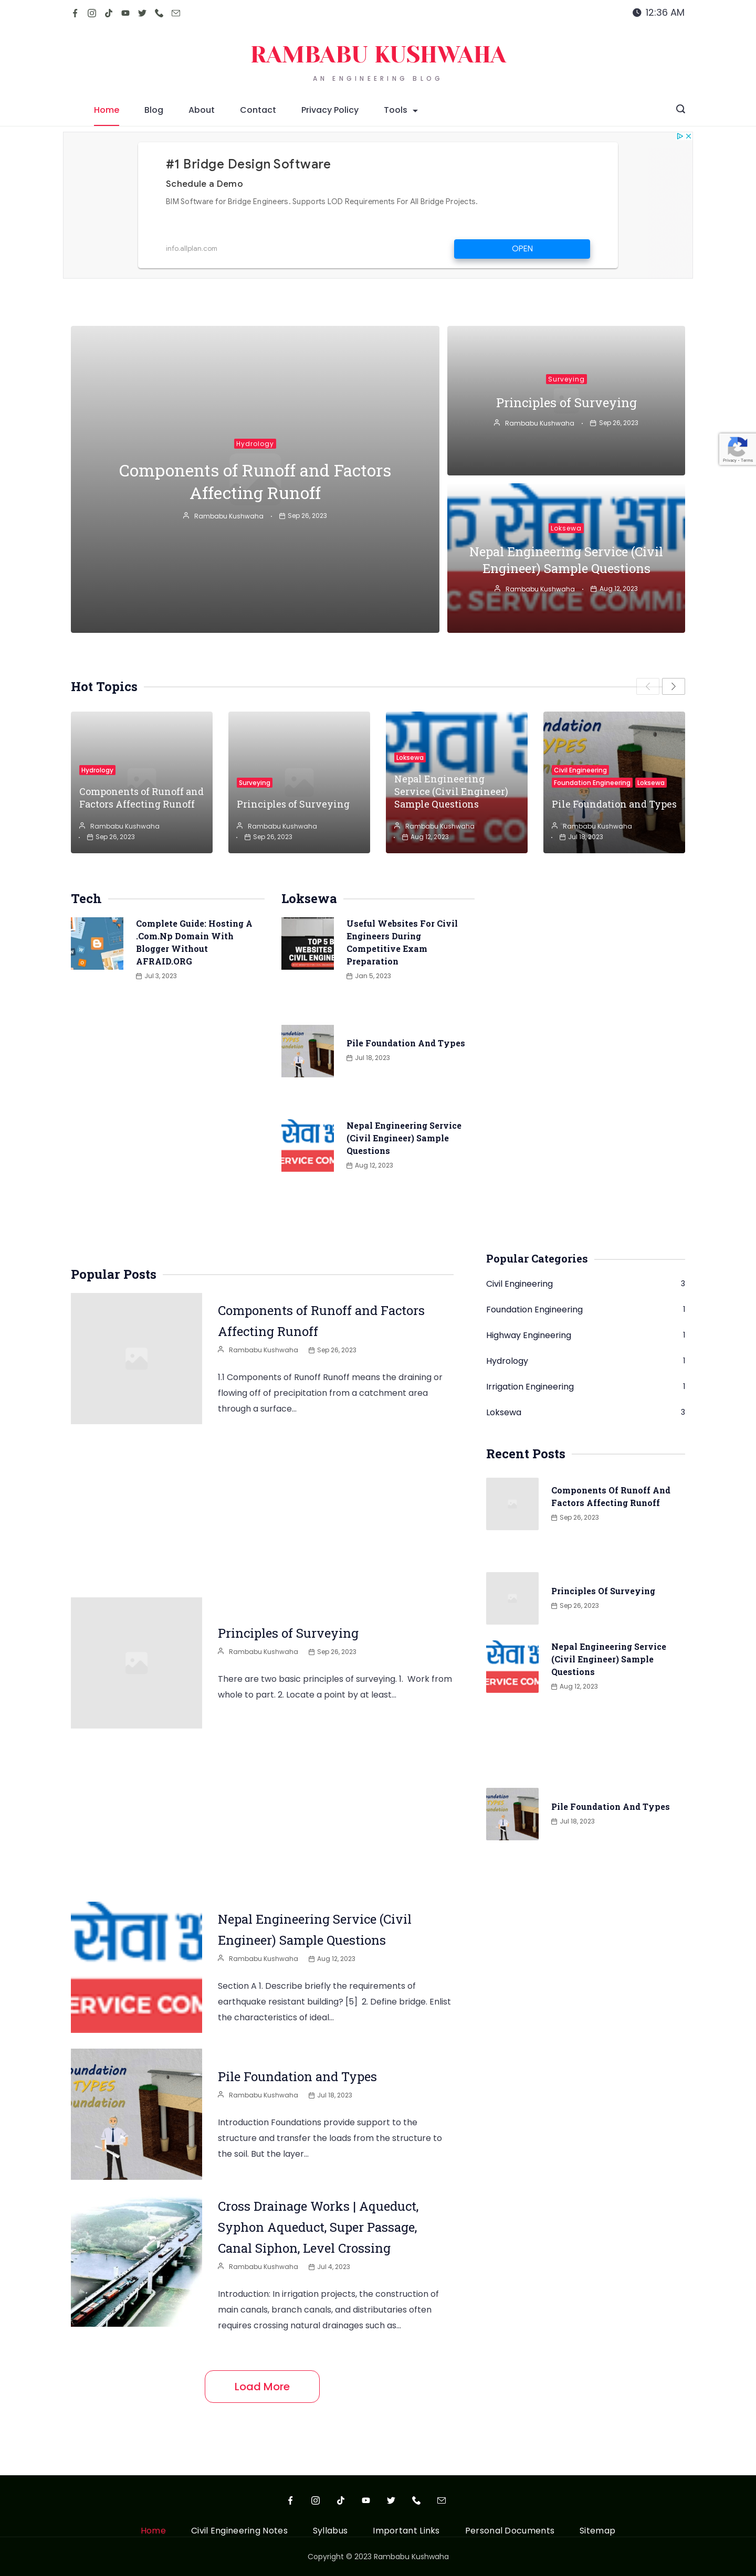 12:36 AM
RAMBABU KUSHWAHA
AN ENGINEERING BLOG
Home Blog About Contact Privacy Policy Tools
#1 Bridge Design Software
Schedule a Demo
BIM Software for Bridge Engineers. Supports LOD Requirements For All Bridge Projects.
info.allplan.com
OPEN
Hydrology
Components of Runoff and Factors
Affecting Runoff
Rambabu Kushwaha • Sep 26, 2023
Surveying
Principles of Surveying
Rambabu Kushwaha • Sep 26, 2023
Privacy - Terms
Loksewa
Nepal Engineering Service (Civil
Engineer) Sample Questions
Rambabu Kushwaha • Aug 12, 2023
C SERVICE COMMISS
Hot Topics
Hydrology
Components of Runoff and
Factors Affecting Runoff
Rambabu Kushwaha
• Sep 26, 2023
Surveying
Principles of Surveying
Rambabu Kushwaha
• Sep 26, 2023
Loksewa
Nepal Engineering
Service (Civil Engineer)
Sample Questions
Rambabu Kushwaha
• Aug 12, 2023
Civil Engineering
Foundation Engineering Loksewa
Pile Foundation and Types
Rambabu Kushwaha
• Jul 18, 2023
Tech
Complete Guide: Hosting A
.Com.Np Domain With
Blogger Without
AFRAID.ORG
Jul 3, 2023
Loksewa
TOP 5 B
WEBSITES
CIVIL ENGINE
Useful Websites For Civil
Engineers During
Competitive Exam
Preparation
Jan 5, 2023
Pile Foundation And Types
Jul 18, 2023
सेवा आ
SERVICE COM
Nepal Engineering Service
(Civil Engineer) Sample
Questions
Aug 12, 2023
Popular Posts
Components of Runoff and Factors
Affecting Runoff
Rambabu Kushwaha Sep 26, 2023
1.1 Components of Runoff Runoff means the draining or
flowing off of precipitation from a catchment area
through a surface...
Principles of Surveying
Rambabu Kushwaha Sep 26, 2023
There are two basic principles of surveying. 1. Work from
whole to part. 2. Locate a point by at least...
सेवा आ
SERVICE COM
Nepal Engineering Service (Civil
Engineer) Sample Questions
Rambabu Kushwaha Aug 12, 2023
Section A 1. Describe briefly the requirements of
earthquake resistant building? [5] 2. Define bridge. Enlist
the characteristics of ideal...
undation
TYPES
Pile Foundation and Types
Rambabu Kushwaha Jul 18, 2023
Introduction Foundations provide support to the
structure and transfer the loads from the structure to
the soil. But the layer...
Cross Drainage Works | Aqueduct,
Syphon Aqueduct, Super Passage,
Canal Siphon, Level Crossing
Rambabu Kushwaha Jul 4, 2023
Introduction: In irrigation projects, the construction of
main canals, branch canals, and distributaries often
requires crossing natural drainages such as...
Load More
Popular Categories
Civil Engineering 3
Foundation Engineering 1
Highway Engineering 1
Hydrology 1
Irrigation Engineering 1
Loksewa 3
Recent Posts
Components Of Runoff And
Factors Affecting Runoff
Sep 26, 2023
Principles Of Surveying
Sep 26, 2023
सेवा आ
SERVICE COM
Nepal Engineering Service
(Civil Engineer) Sample
Questions
Aug 12, 2023
Pile Foundation And Types
Jul 18, 2023
Home Civil Engineering Notes Syllabus Important Links Personal Documents Sitemap
Copyright © 2023 Rambabu Kushwaha